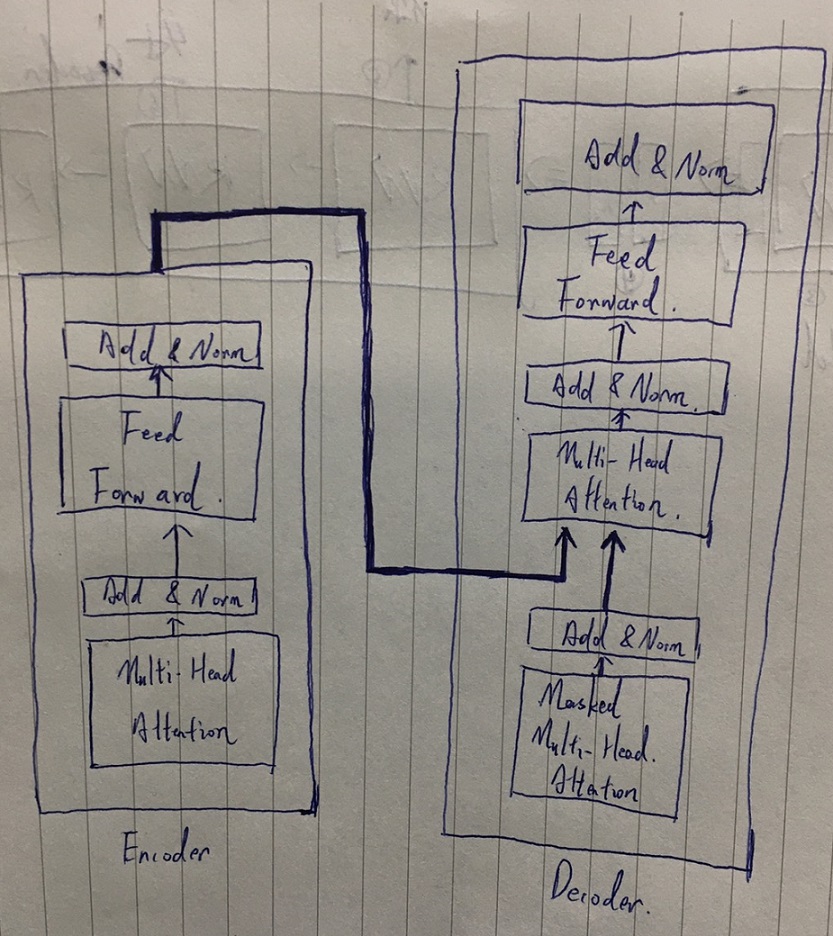 Add & Norm
Feed
Forward.
Add & Norm
Multi-Head
Attention
Encoder
Add & Norm
Feed
Forward.
Add & Norm.
Multi-Head
Attention.
Add & Norm
Masked
Multi-Head.
Attention
Decoder.